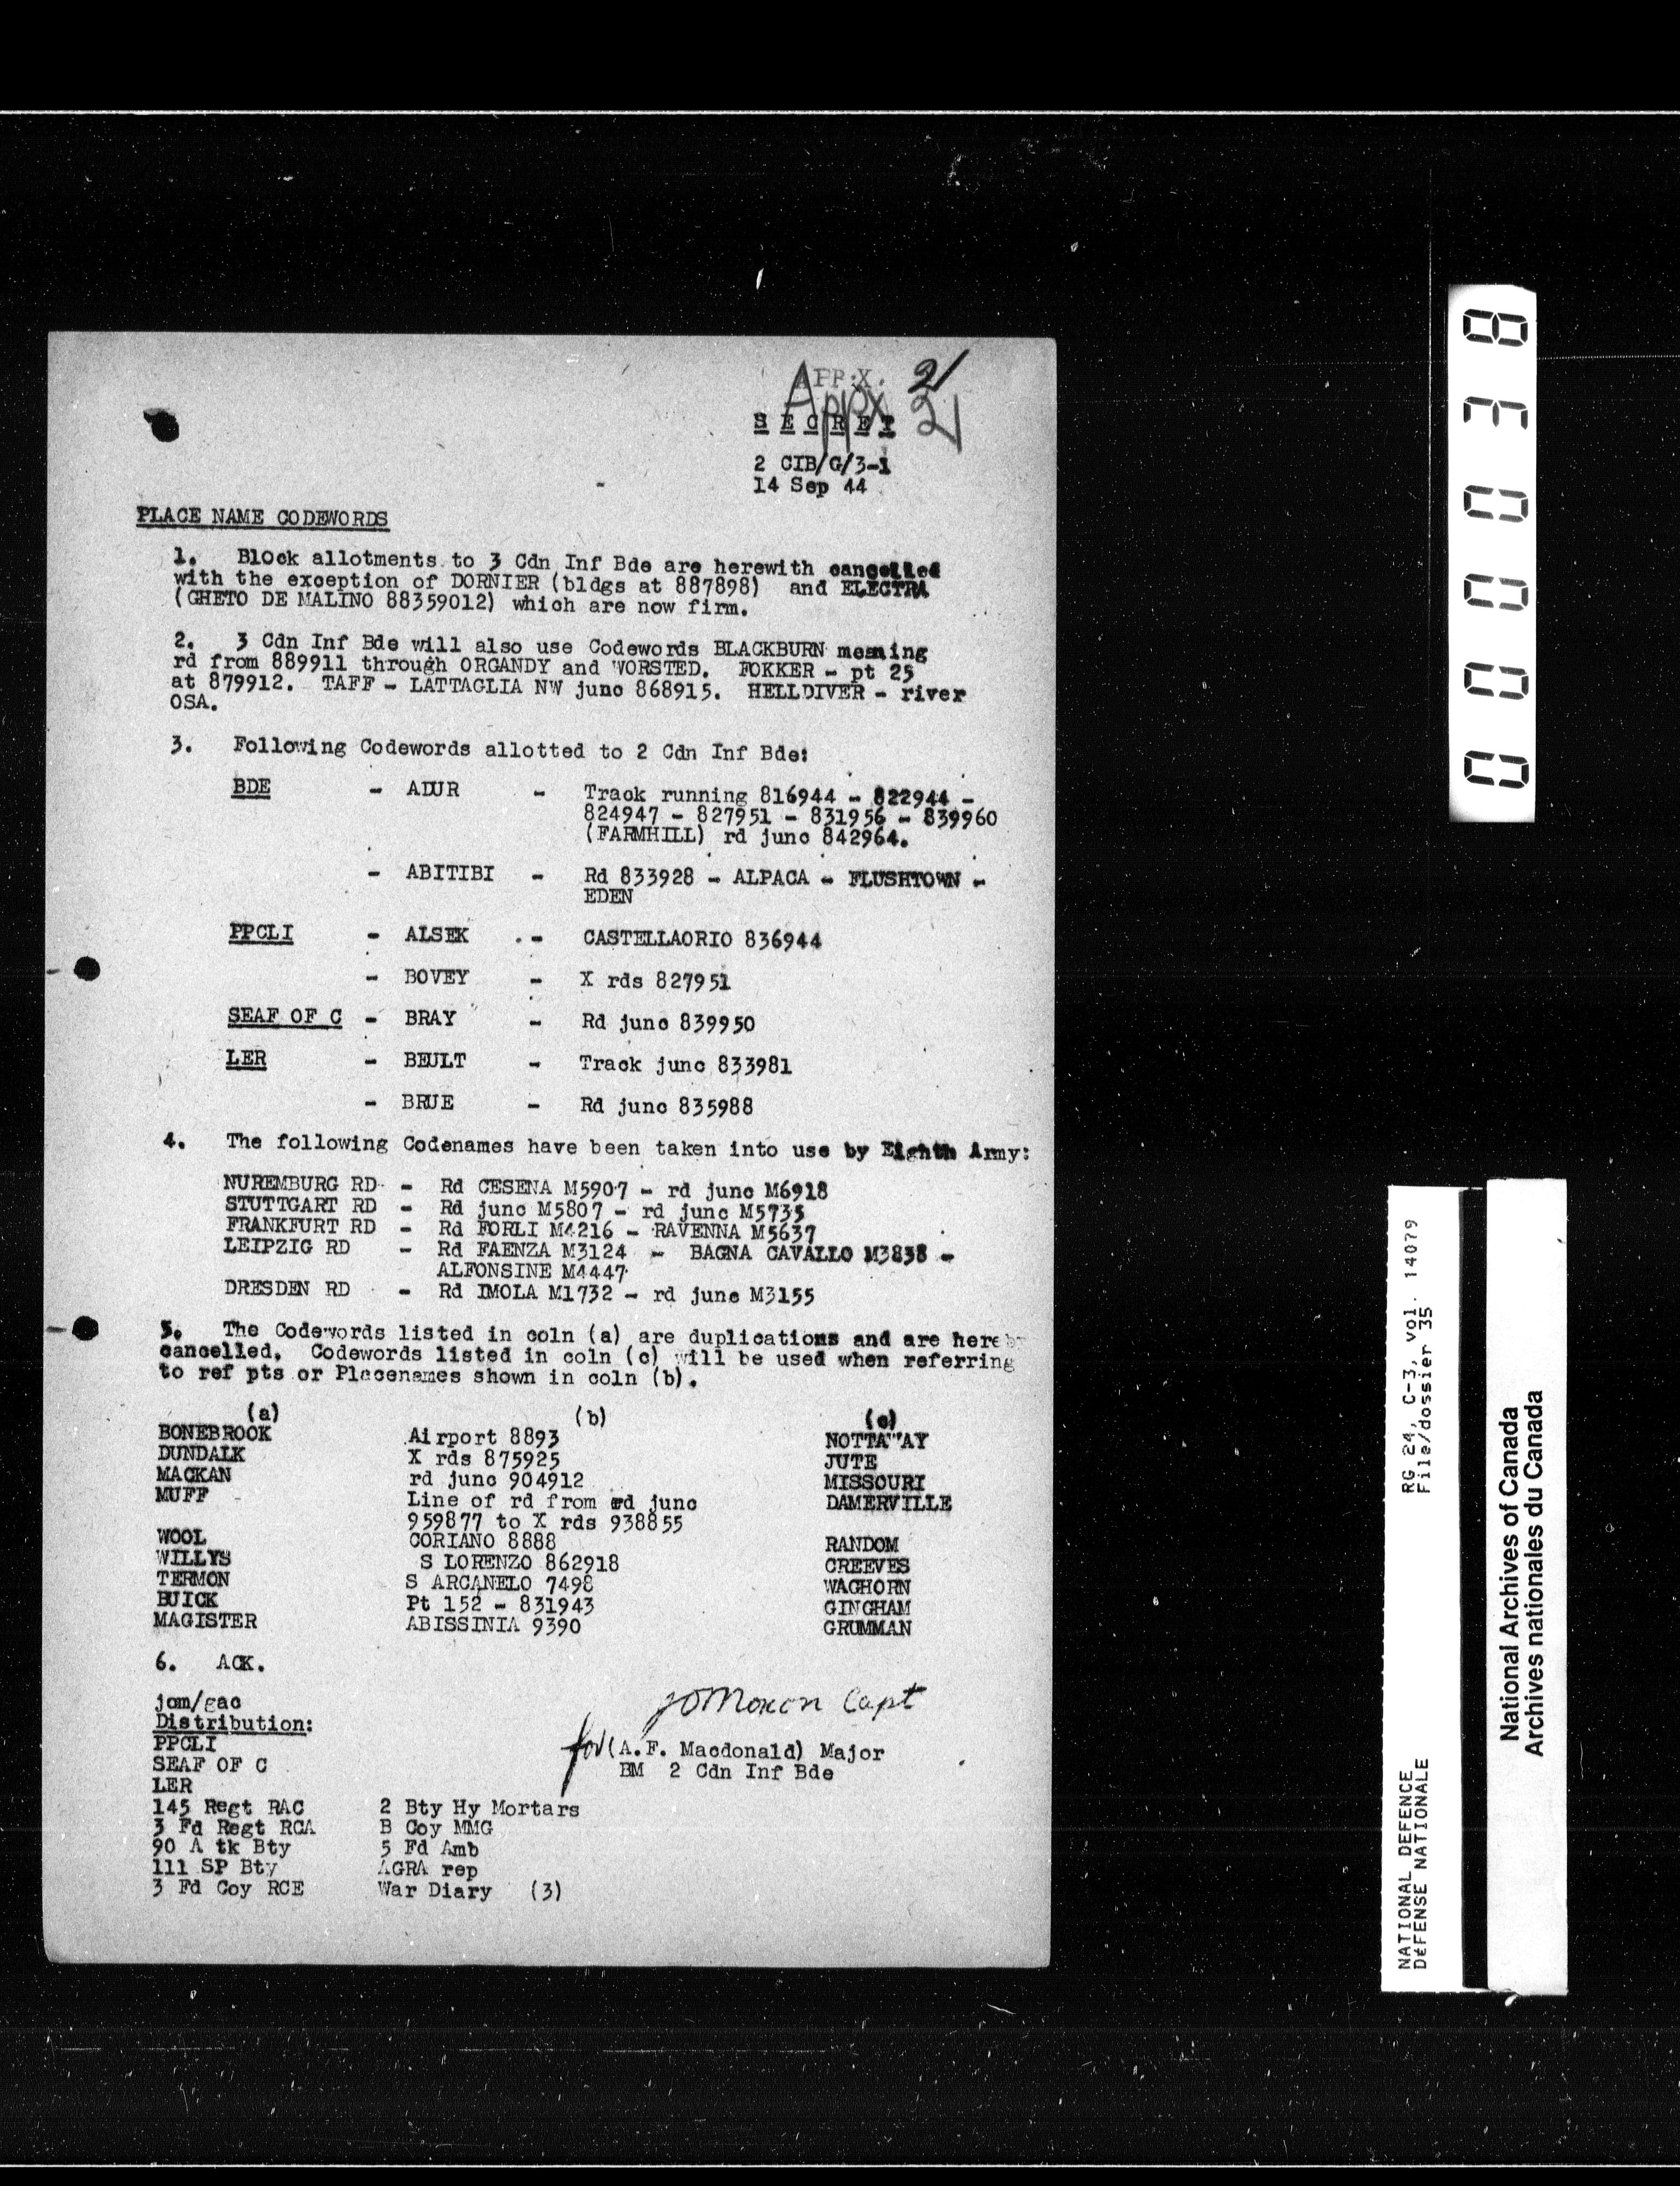 APPX. 21
Appx 21
SECRET
2 CIB/G/3-1
14 Sep 44
PLACE NAME CODEWORDS
1. Block allotments to 3 Cdn Inf Bde are herewith cancelled
with the exception of DORNIER (bldgs at 887898) and ELECTRA
(GHETO DE MALINO 88359012) which are now firm.
2. 3 Cdn Inf Bde will also use Codewords BLACKBURN meaning
rd from 889911 through ORGANDY and WORSTED. FOKKER - pt 25
at 879912. TAFF - LATTAGLIA NW junc 868915. HELLDIVER - river
OSA.
3. Following Codewords allotted to 2 Cdn Inf Bde:
BDE - ADUR - Track running 816944 - 822944 -
824947 - 827951 - 831956 - 839960
(FARMHILL) rd junc 842964.
- ABITIBI - Rd 833928 - ALPACA - FLUSHTOWN -
EDEN
PPCLI - ALSEK - CASTELLAORIO 836944
- BOVEY - X rds 827951
SEAF OF C - BRAY - Rd junc 839950
LER - BEULT - Track junc 833981
- BRUE - Rd junc 835988
4. The following Codenames have been taken into use by Eighth Army:
NUREMBURG RD - Rd CESENA M5907 - rd junc M6918
STUTTGART RD - Rd junc M5807 - rd junc M5735
FRANKFURT RD - Rd FORLI M4216 - RAVENNA M5637
LEIPZIG RD - Rd FAENZA M3124 - BAGNA CAVALLO M3838 -
ALFONSINE M4447
DRESDEN RD - Rd IMOLA M1732 - rd junc M3155
5. The Codewords listed in coln (a) are duplications and are hereby
cancelled. Codewords listed in coln (c) will be used when referring
to ref pts or Placenames shown in coln (b).
(a) (b) (c)
BONEBROOK Airport 8893 NOTTAWAY
DUNDALK X rds 875925 JUTE
MACKAN rd junc 904912 MISSOURI
MUFF Line of rd from rd junc DAMERVILLE
959877 to X rds 938855
WOOL CORIANO 8888 RANDOM
WILLYS S LORENZO 862918 CREEVES
TERMON S ARCANELO 7498 WAGHORN
BUICK Pt 152 - 831943 GINGHAM
MAGISTER ABISSINIA 9390 GRUMMAN
6. ACK.
jom/gac
JOMoxon Capt
Distribution:
for (A.F. Macdonald) Major
BM 2 Cdn Inf Bde
PPCLI
SEAF OF C
LER
145 Regt RAC 2 Bty Hy Mortars
3 Fd Regt RCA B Coy MMG
90 A tk Bty 5 Fd Amb
111 SP Bty AGRA rep
3 Fd Coy RCE War Diary (3)
000038
NATIONAL DEFENCE RG 24, C-3, vol. 14079
DÉFENSE NATIONALE File/dossier 35
National Archives of Canada
Archives nationales du Canada